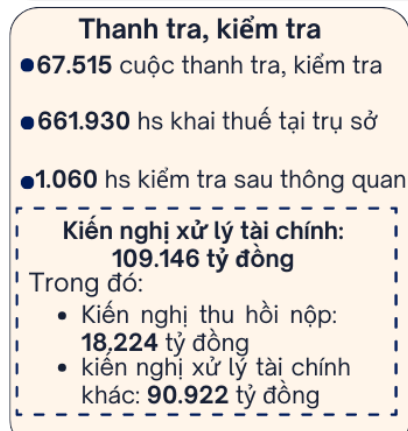 Thanh tra, kiểm tra
●67.515 cuộc thanh tra, kiểm tra
●661.930 hs khai thuế tại trụ sở
●1.060 hs kiểm tra sau thông quan
Kiến nghị xử lý tài chính:
109.146 tỷ đồng
Trong đó:
• Kiến nghị thu hồi nộp:
18,224 tỷ đồng
• kiến nghị xử lý tài chính
khác: 90.922 tỷ đồng